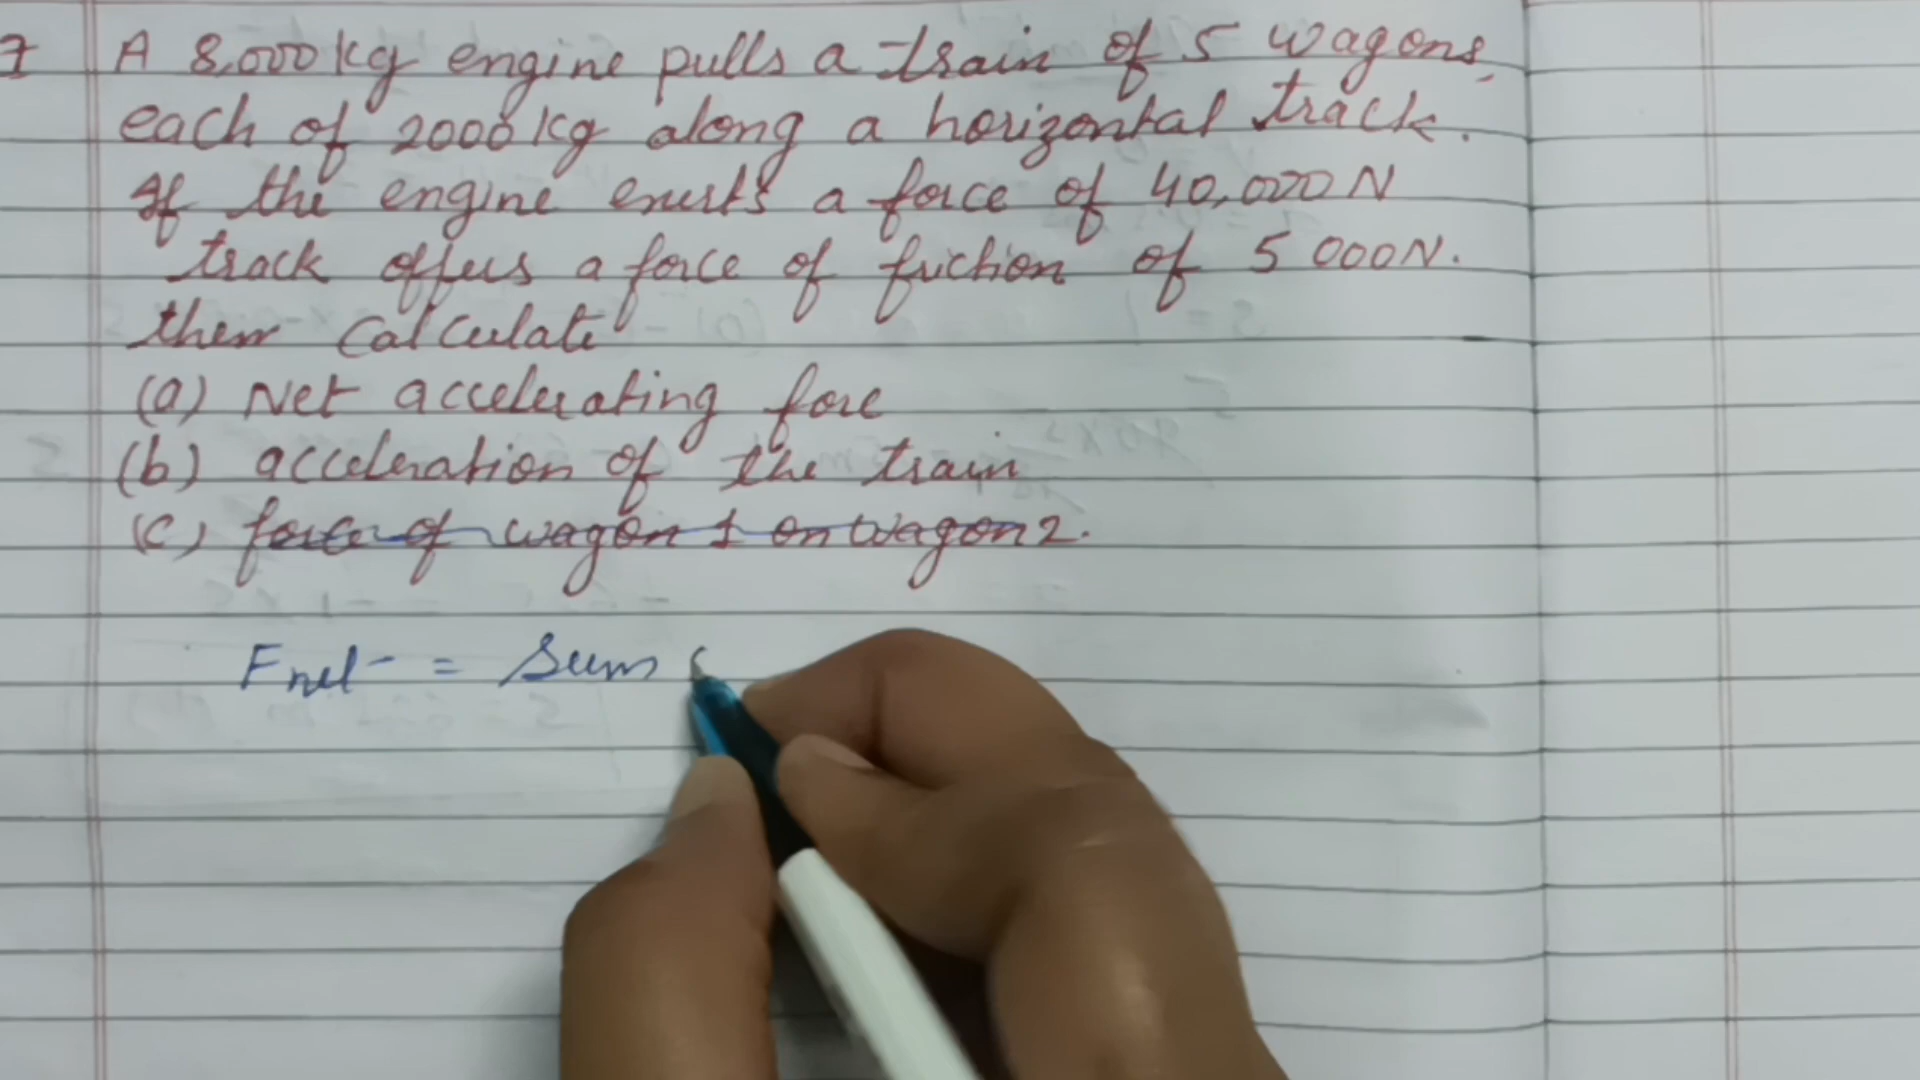 7 A 8,000 kg engine pulls a train of 5 wagons,
each of 2000 kg along a horizontal track.
If the engine exerts a force of 40,000 N
track offers a force of friction of 5 000N.
then calculate
(a) Net accelerating forc
(b) acceleration of the train
(c) force of wagon 1 on wagon 2.
Fnet = Sum